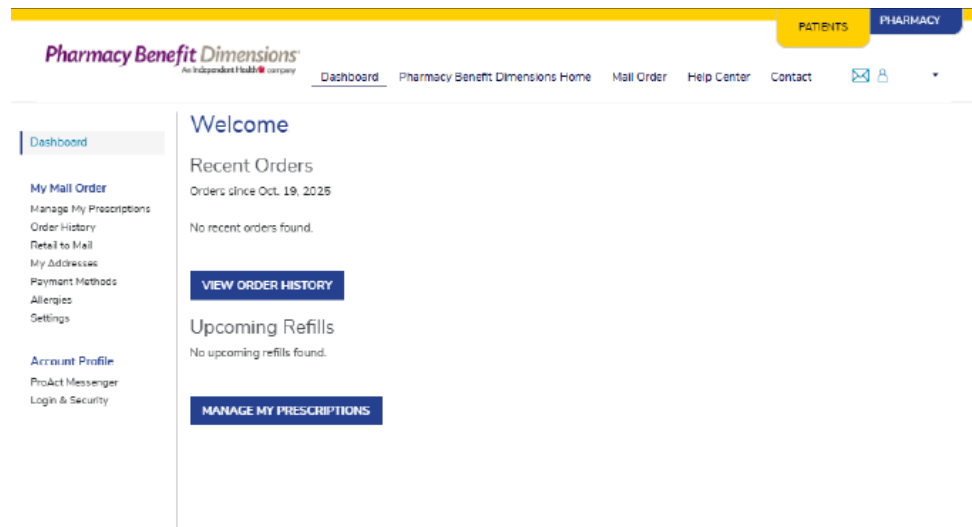 PATIENTS
PHARMACY
Pharmacy Benefit Dimensions
An Independent Health company
Dashboard
Pharmacy Benefit Dimensions Home
Mail Order
Help Center
Contact
Dashboard
My Mail Order
Manage My Prescriptions
Order History
Retail to Mail
My Addresses
Payment Methods
Allergies
Settings
Account Profile
ProAct Messenger
Login & Security
Welcome
Recent Orders
Orders since Oct. 19, 2025
No recent orders found.
VIEW ORDER HISTORY
Upcoming Refills
No upcoming refills found.
MANAGE MY PRESCRIPTIONS